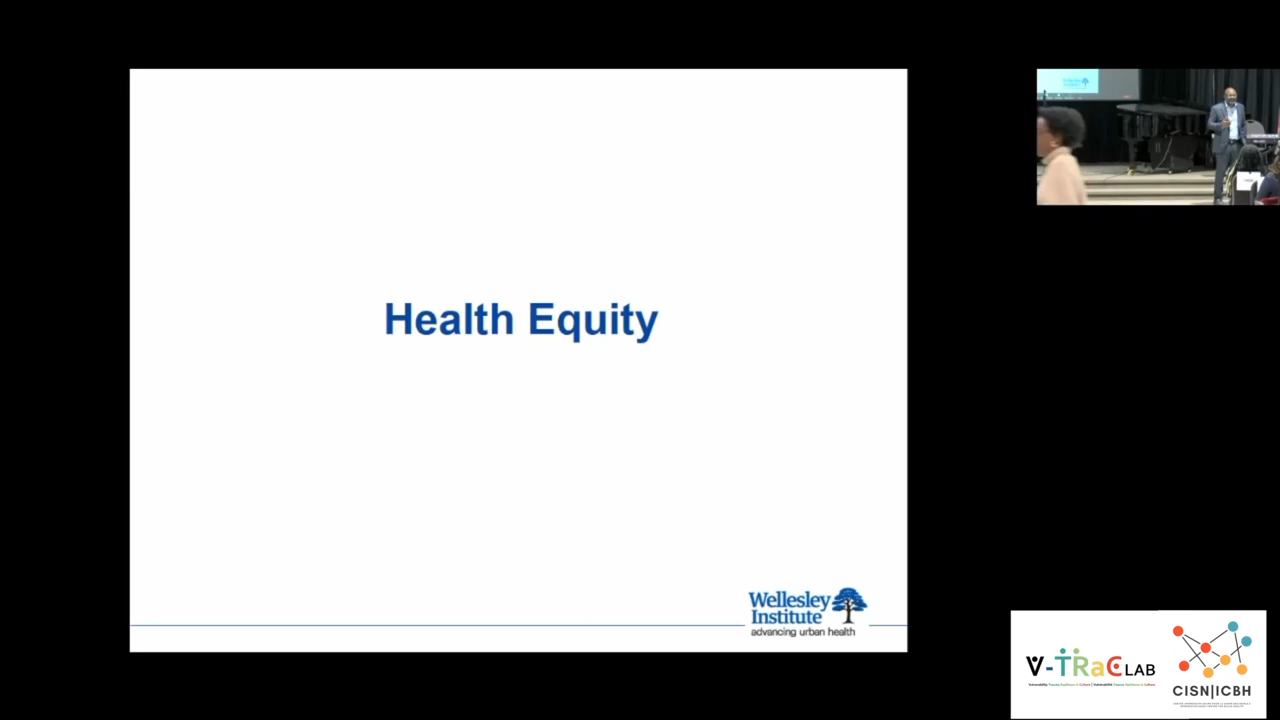 Health Equity
Wellesley
Institute
advancing urban health
V-TRaC LAB
CISN|ICBH